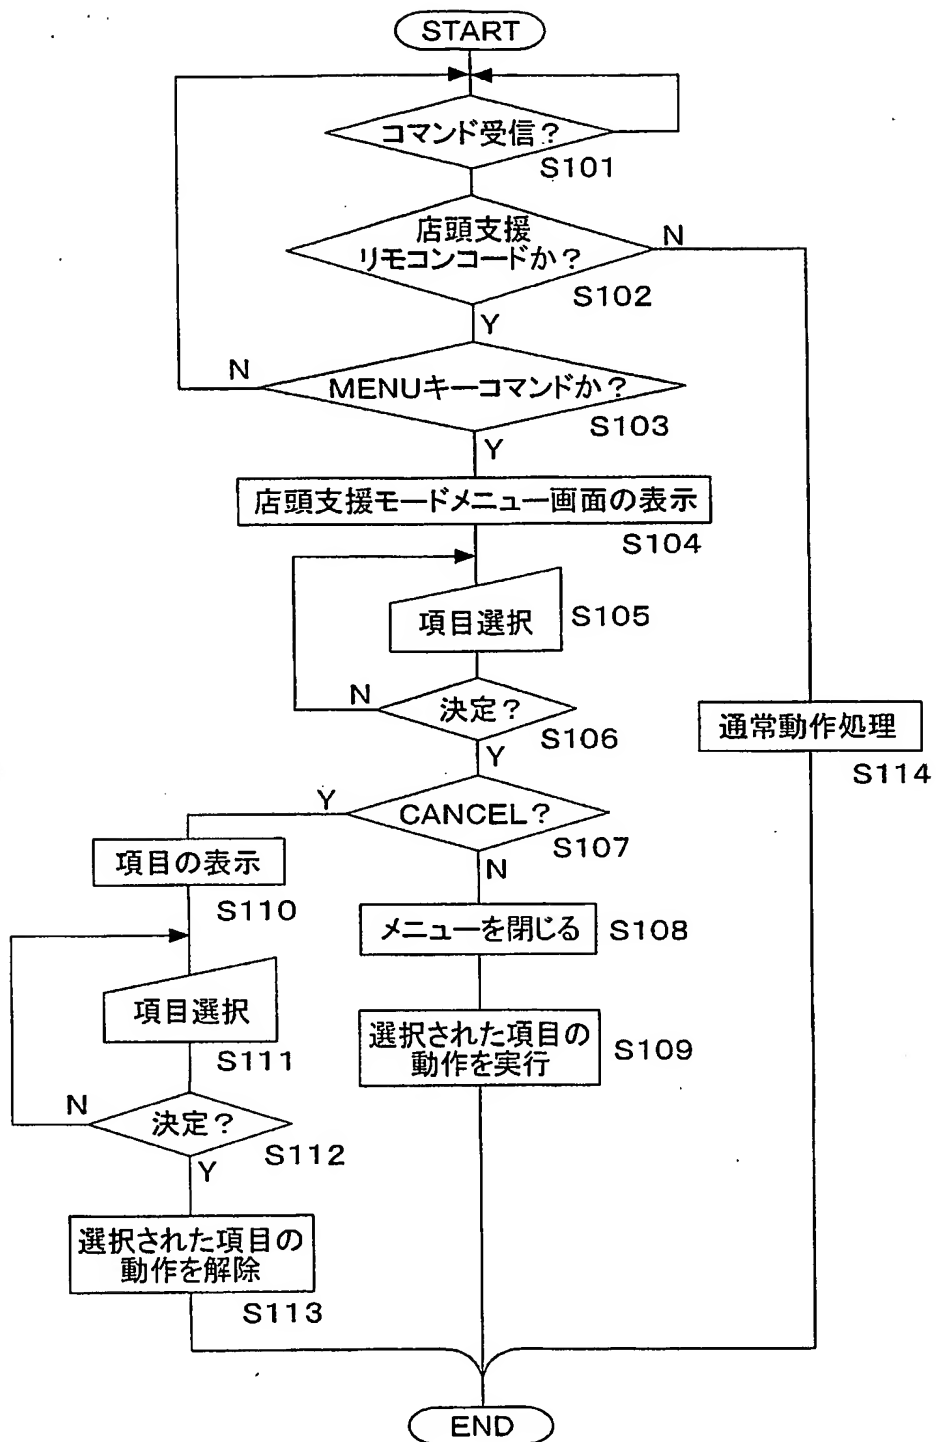 START
コマンド受信?
S101
店頭支援
リモコンコードか?
N
S102
Y
N
MENUキーコマンドか?
S103
Y
店頭支援モードメニュー画面の表示
S104
項目選択
S105
N
決定?
S106
Y
通常動作処理
S114
Y
CANCEL?
S107
N
項目の表示
S110
メニューを閉じる
S108
項目選択
S111
選択された項目の
動作を実行
S109
N
決定?
S112
Y
選択された項目の
動作を解除
S113
END